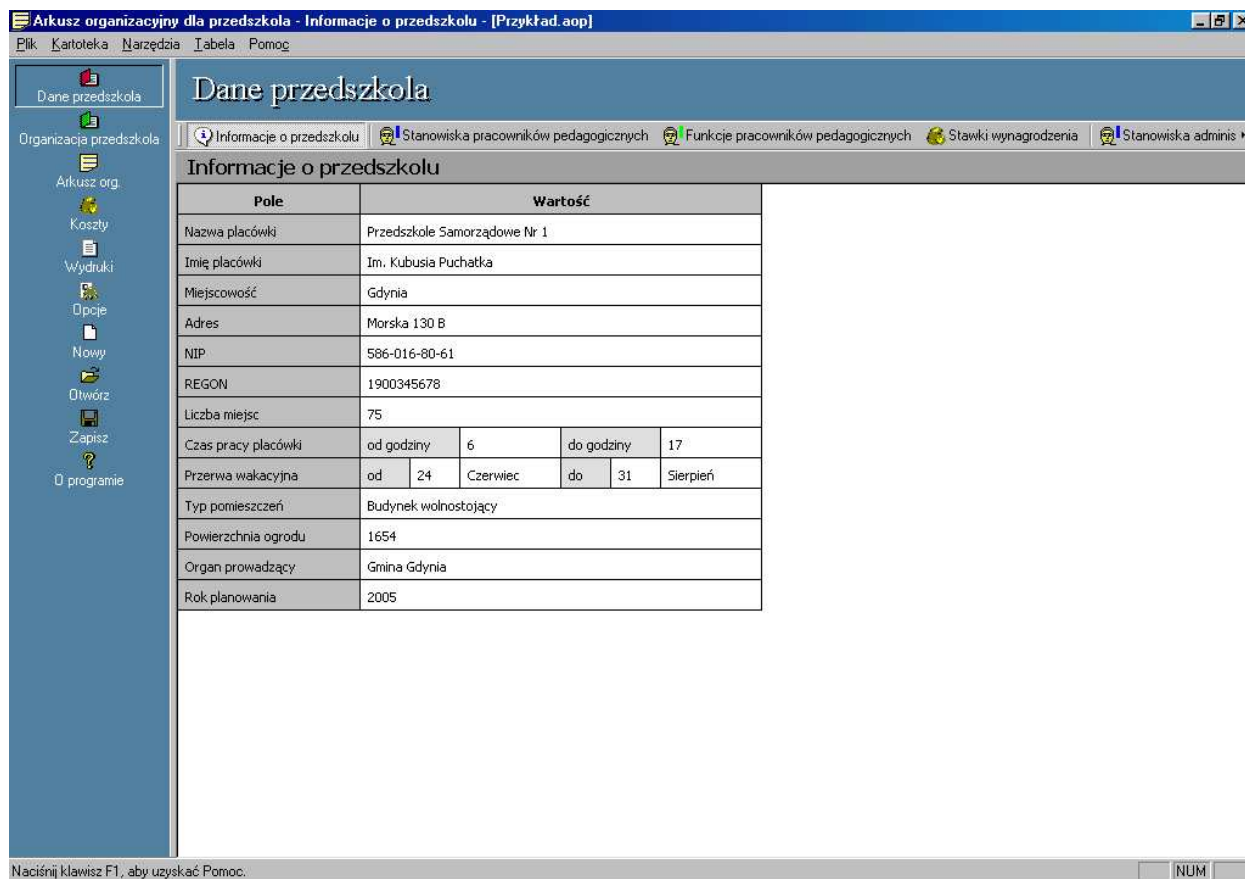 Arkusz organizacyjny dla przedszkola - Informacje o przedszkolu - [Przykład.aop]
Plik Kartoteka Narzędzia Tabela Pomoc
Dane przedszkola
Organizacja przedszkola
Arkusz org.
Koszty
Wydruki
Opcje
Nowy
Otwórz
Zapisz
O programie
Dane przedszkola
Informacje o przedszkolu Stanowiska pracowników pedagogicznych Funkcje pracowników pedagogicznych Stawki wynagrodzenia Stanowiska adminis
Informacje o przedszkolu
Pole Wartość
Nazwa placówki Przedszkole Samorządowe Nr 1
Imię placówki Im. Kubusia Puchatka
Miejscowość Gdynia
Adres Morska 130 B
NIP 586-016-80-61
REGON 1900345678
Liczba miejsc 75
Czas pracy placówki od godziny 6 do godziny 17
Przerwa wakacyjna od 24 Czerwiec do 31 Sierpień
Typ pomieszczeń Budynek wolnostojący
Powierzchnia ogrodu 1654
Organ prowadzący Gmina Gdynia
Rok planowania 2005
Naciśnij klawisz F1, aby uzyskać Pomoc. NUM